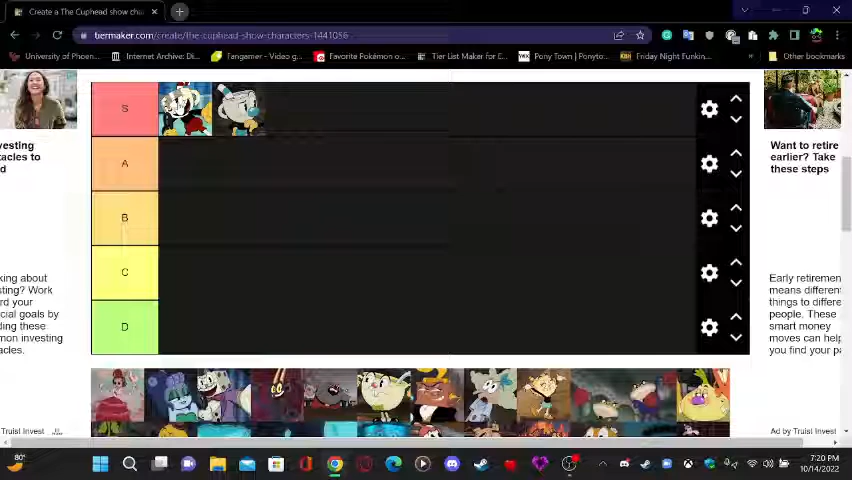 Create a The Cuphead show cha
tiermaker.com/create/the-cuphead-show-characters-1441056
University of Phoen...
Internet Archive: Di...
Fangamer - Video g...
Favorite Pokémon o...
Tier List Maker for E...
Pony Town | Ponyto...
Friday Night Funkin...
Other bookmarks
S
A
B
C
D
vesting
acles to
d
Want to retire
earlier? Take
these steps
king about
sting? Work
rd your
cial goals by
ding these
mon investing
acles.
Early retiremen
means different
things to differe
people. These
smart money
moves can help
you find your pa
Truist Invest
Ad by Truist Invest
80°
7:20 PM
10/14/2022